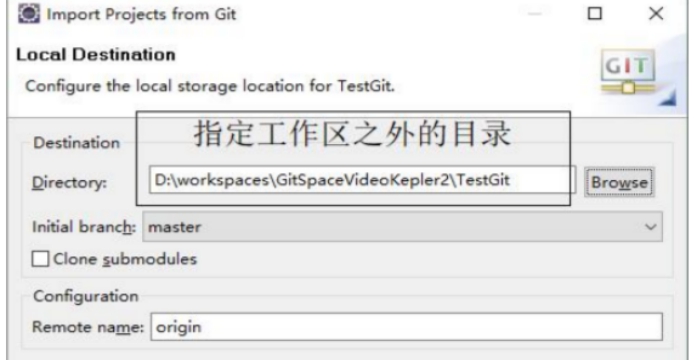 Import Projects from Git
Local Destination
Configure the local storage location for TestGit.
GIT
指定工作区之外的目录
Destination
Directory: D:\workspaces\GitSpaceVideoKepler2\TestGit Browse
Initial branch: master
Clone submodules
Configuration
Remote name: origin